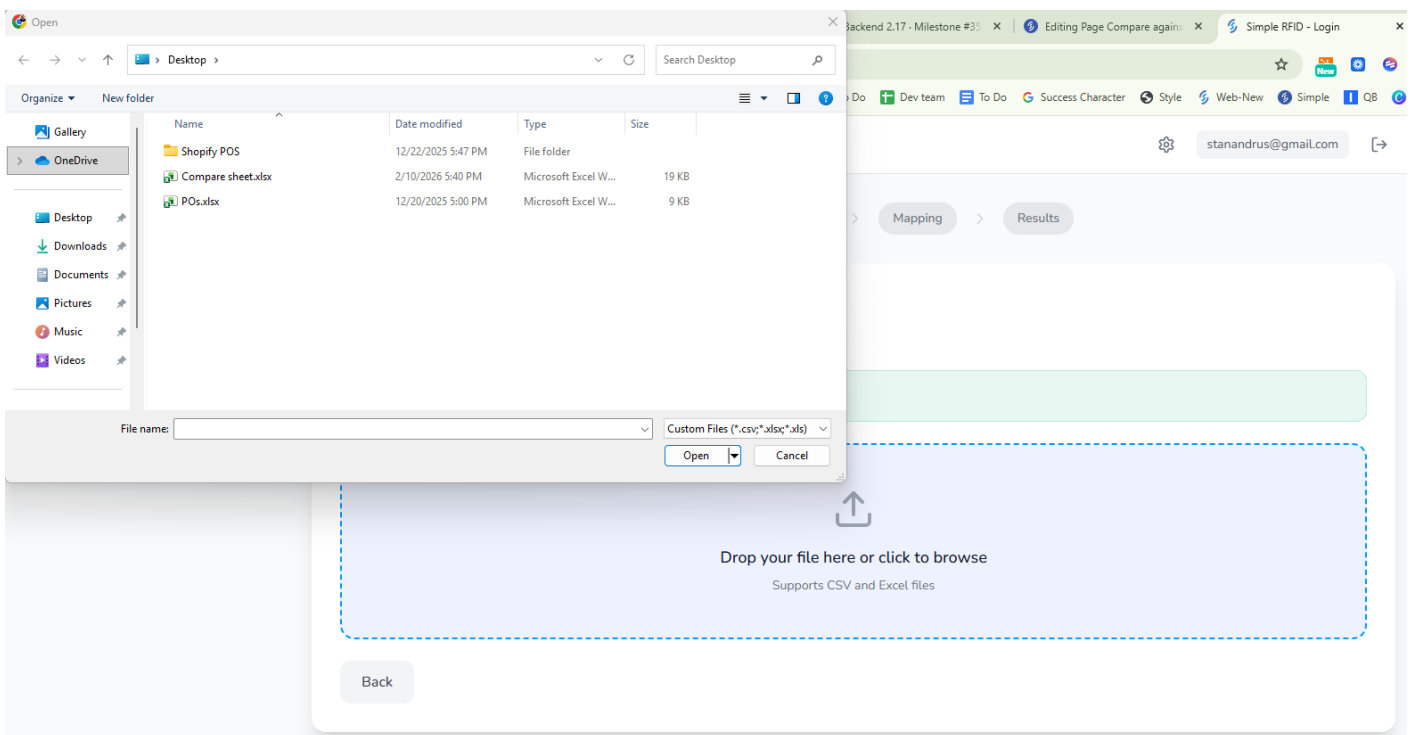 Open
Backend 2.17 · Milestone #35
Editing Page Compare agains
Simple RFID - Login
Desktop
Search Desktop
New
Organize
New folder
Do
Dev team
To Do
Success Character
Style
Web-New
Simple
QB
Gallery
OneDrive
Desktop
Downloads
Documents
Pictures
Music
Videos
Name Date modified Type Size
Shopify POS 12/22/2025 5:47 PM File folder
Compare sheet.xlsx 2/10/2026 5:40 PM Microsoft Excel W... 19 KB
POs.xlsx 12/20/2025 5:00 PM Microsoft Excel W... 9 KB
stanandrus@gmail.com
Mapping
Results
File name:
Custom Files (*.csv;*.xlsx;*.xls)
Open
Cancel
Drop your file here or click to browse
Supports CSV and Excel files
Back